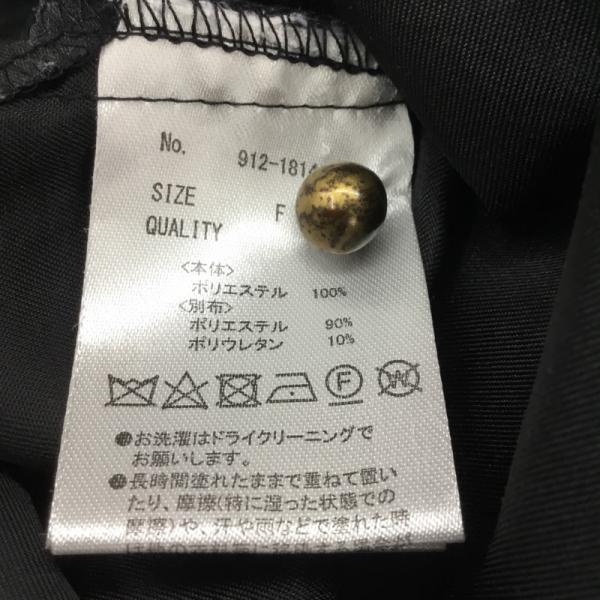 No. 912-1814
SIZE F
QUALITY
<本体>
ポリエステル 100%
<別布>
ポリエステル 90%
ポリウレタン 10%
F W
●お洗濯はドライクリーニングで
お願いします。
●長時間塗れたままで重ねて置い
たり、摩擦(特に湿った状態での
摩擦)や、汗や雨などで塗れた時